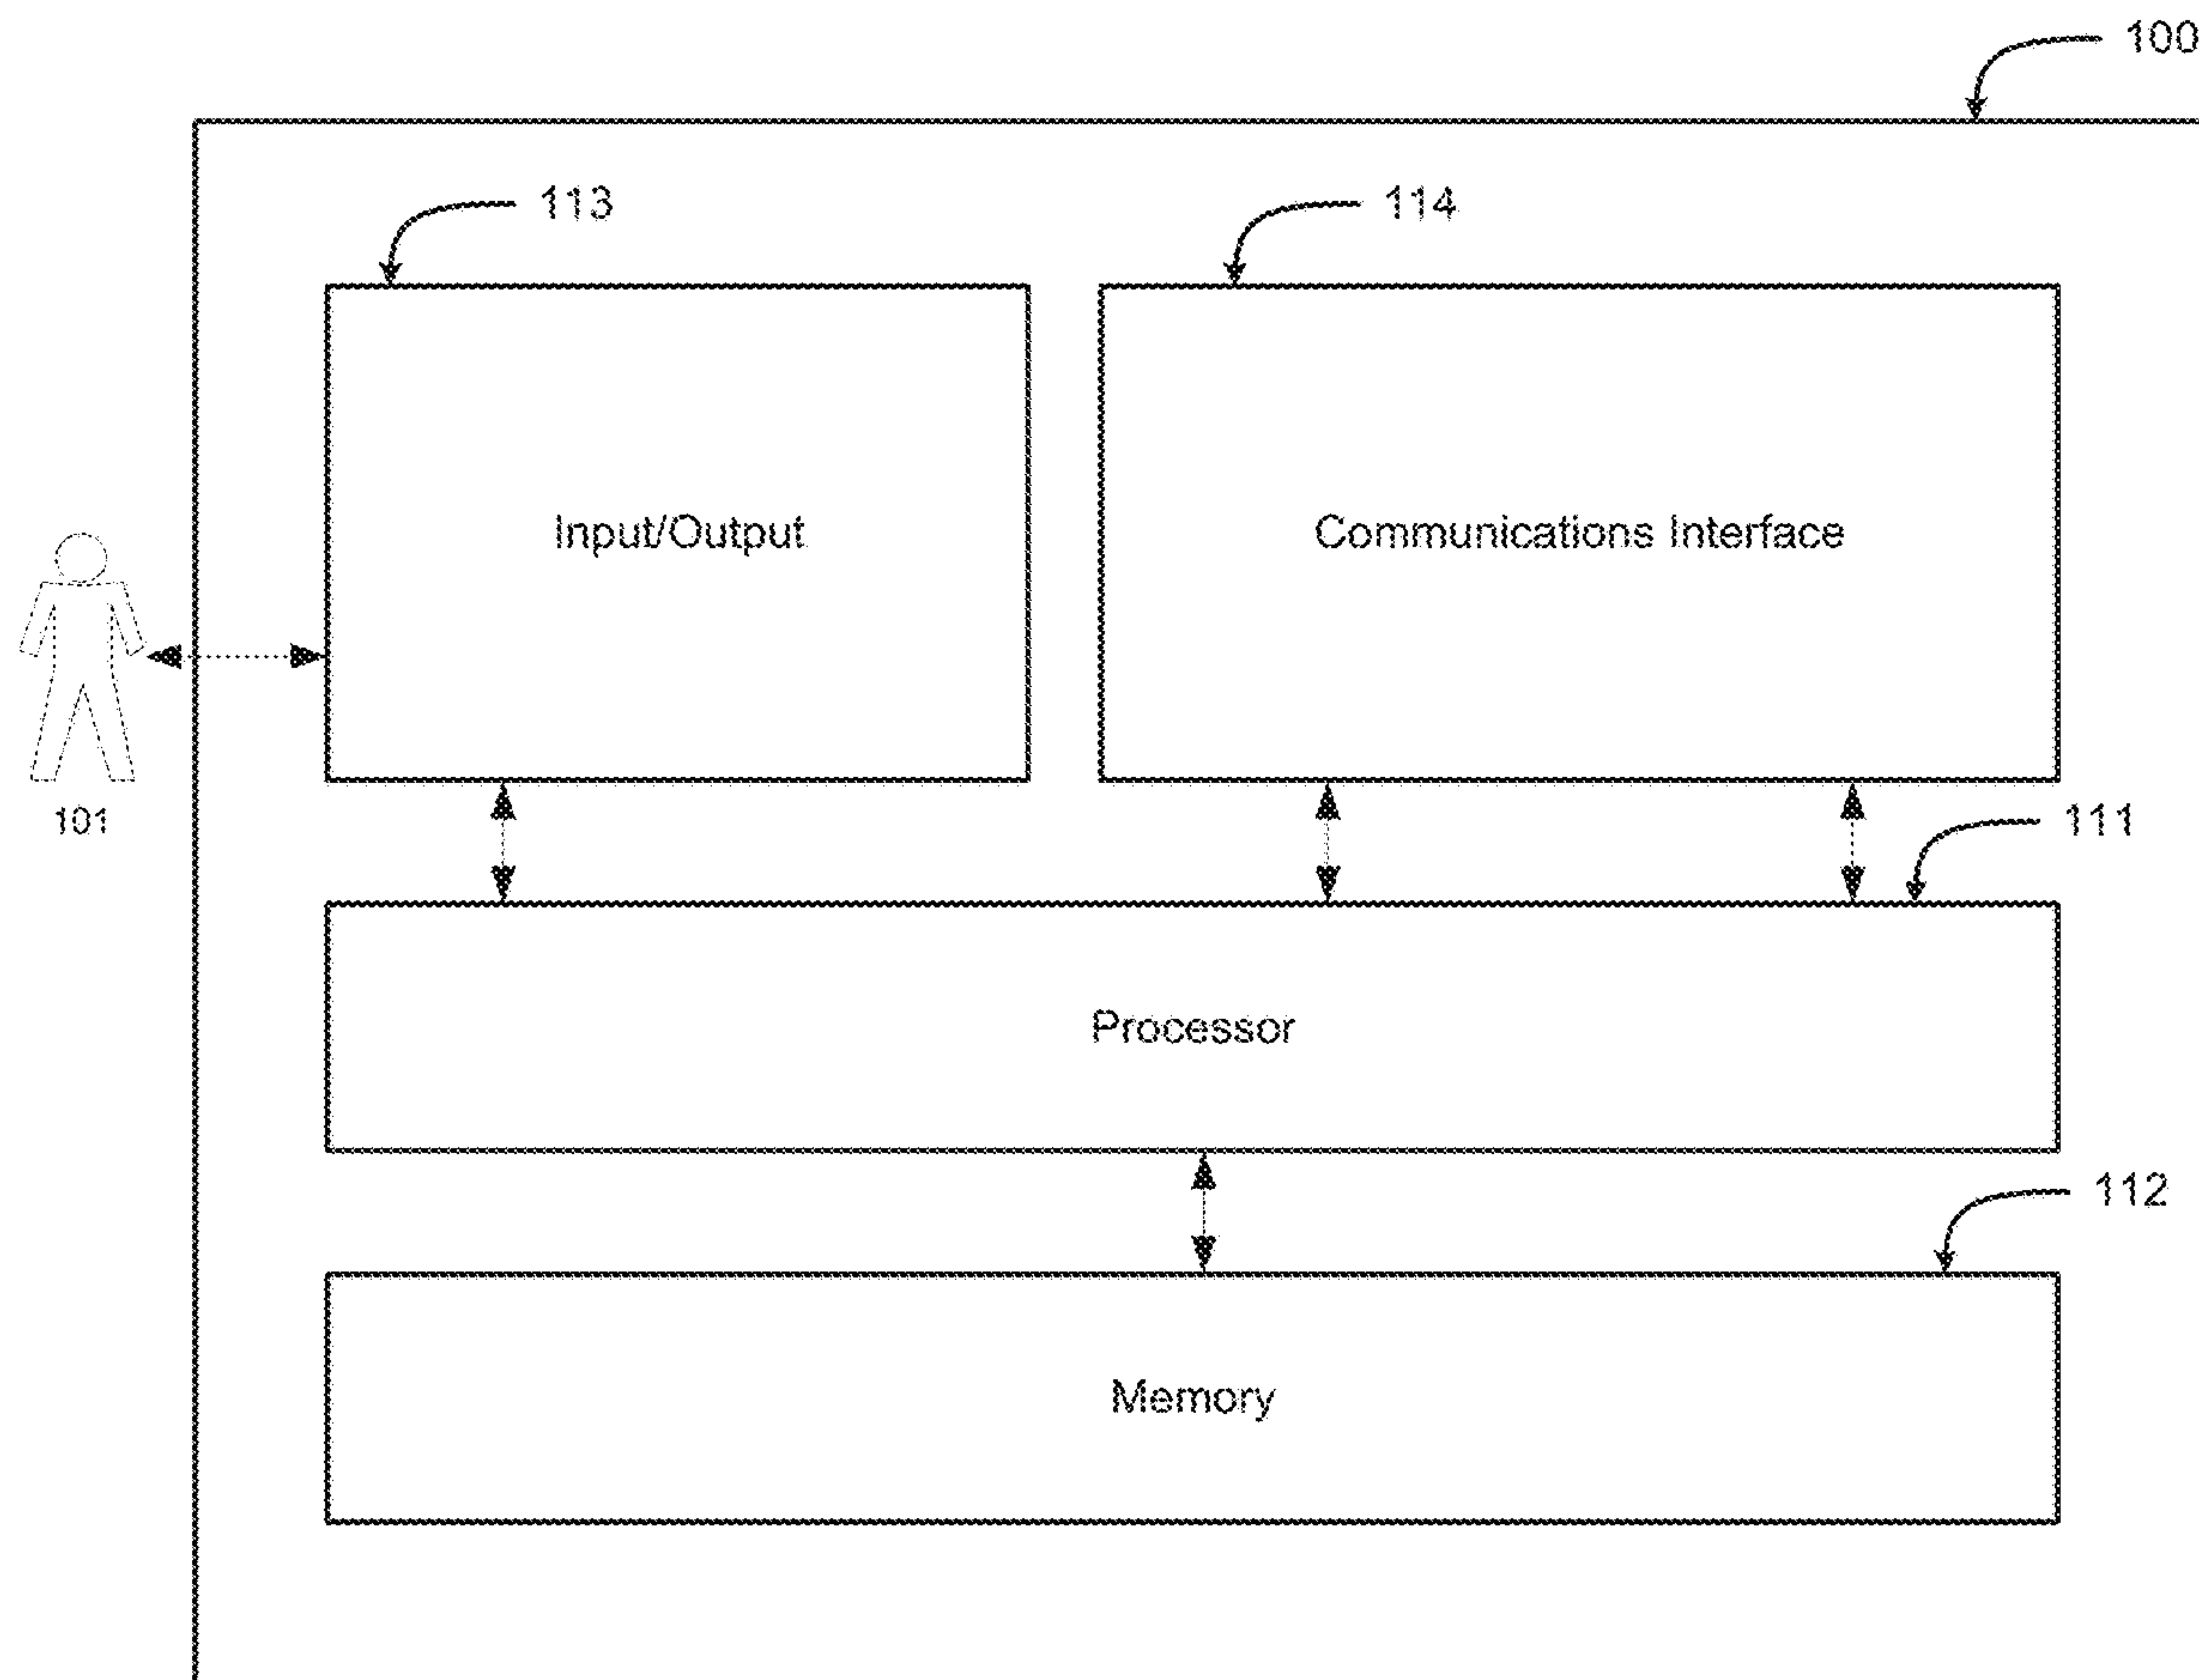 100
113
114
Input/Output
Communications Interface
101
111
Processor
112
Memory